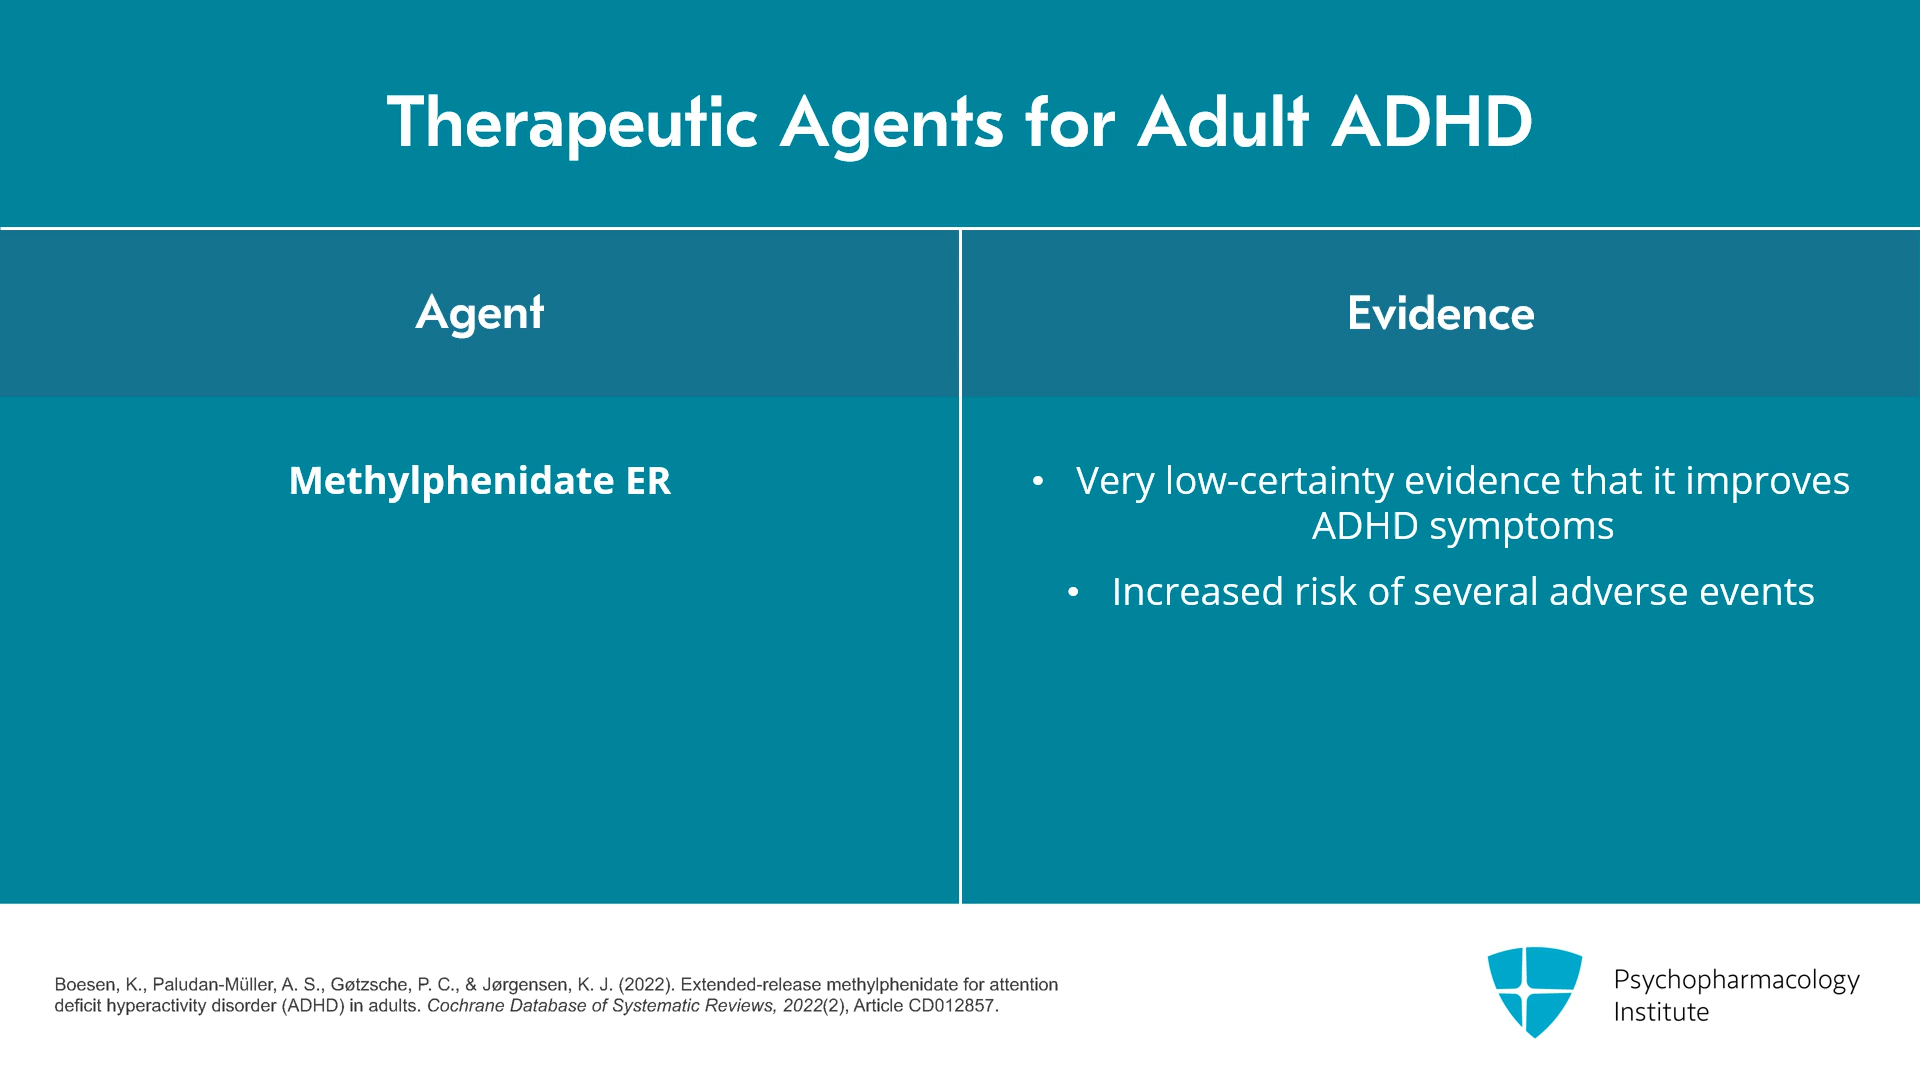 Therapeutic Agents for Adult ADHD
Agent
Evidence
Methylphenidate ER
• Very low-certainty evidence that it improves
ADHD symptoms
• Increased risk of several adverse events
Boesen, K., Paludan-Müller, A. S., Gøtzsche, P. C., & Jørgensen, K. J. (2022). Extended-release methylphenidate for attention
deficit hyperactivity disorder (ADHD) in adults. Cochrane Database of Systematic Reviews, 2022(2), Article CD012857.
Psychopharmacology
Institute